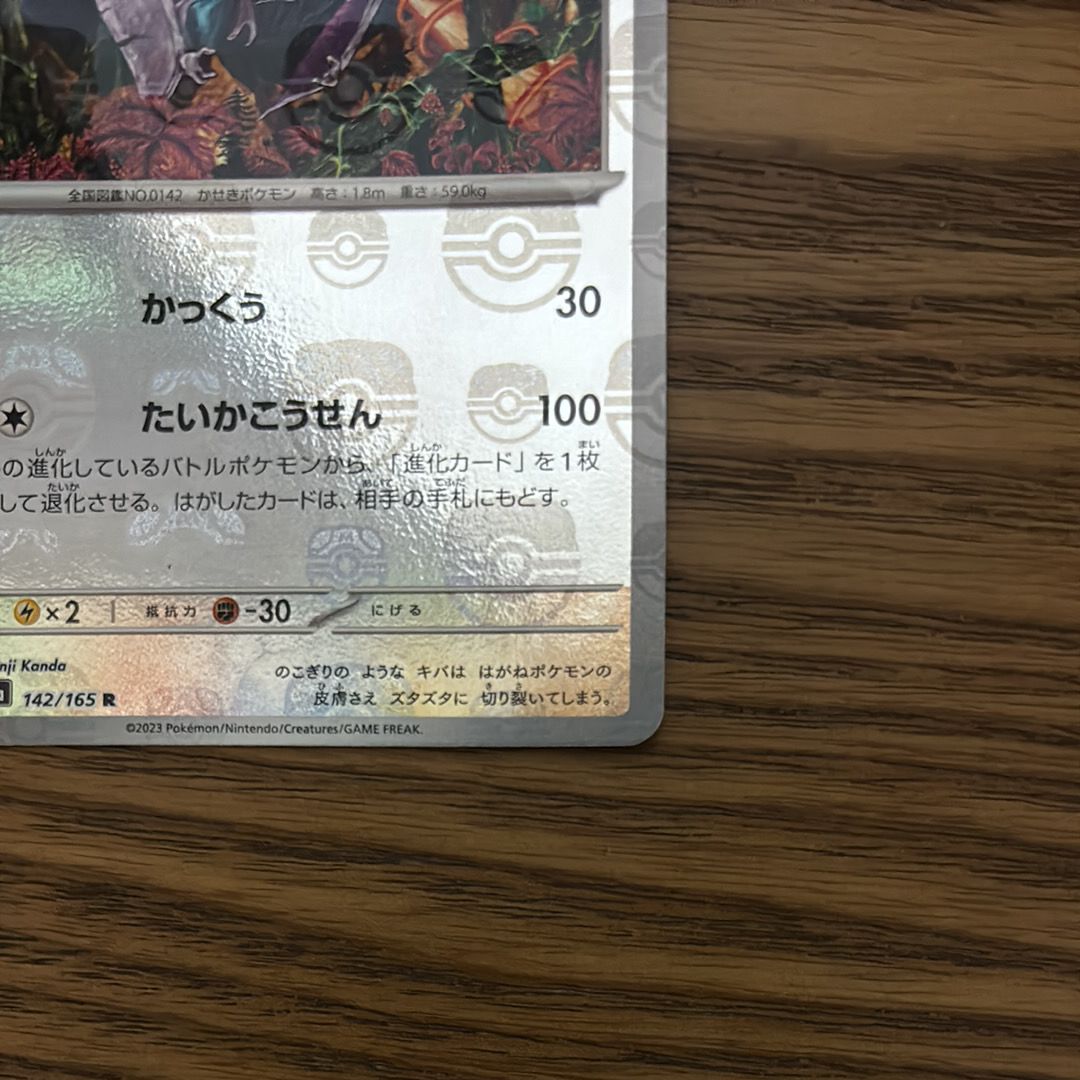 全国図鑑NO.0142 かせきポケモン 高さ:1.8m 重さ:59.0kg
かっくう 30
たいかこうせん 100
の進化しているバトルポケモンから、「進化カード」を1枚
して退化させる。はがしたカードは、相手の手札にもどす。
×2 抵抗力 -30 にげる
nji Kanda
のこぎりの ような キバは はがねポケモンの
皮膚さえ ズタズタに 切り裂いてしまう。
142/165 R
©2023 Pokémon/Nintendo/Creatures/GAME FREAK.